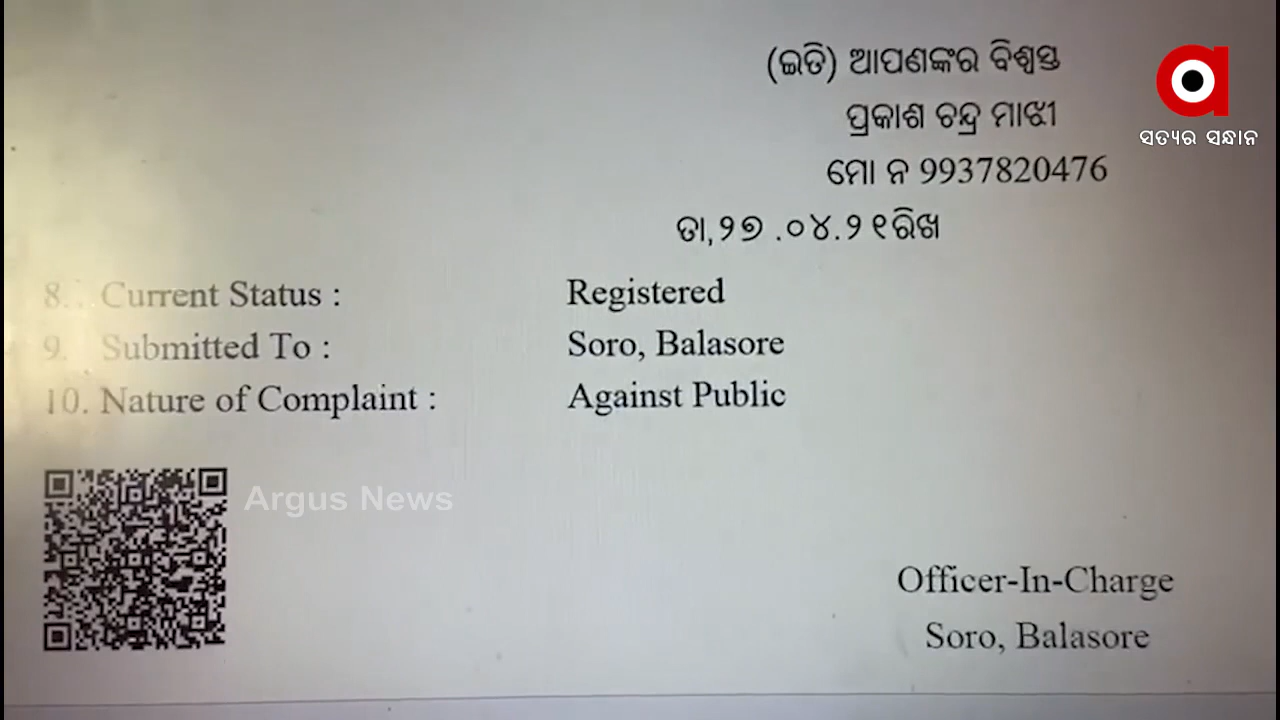 (ଇତି) ଆପଣଙ୍କର ବିଶ୍ୱସ୍ତ
ପ୍ରକାଶ ଚନ୍ଦ୍ର ମାଝୀ
ମୋ ନ 9937820476
ତା,୨୭ .୦୪.୨୧ରିଖ
ସତ୍ୟର ସନ୍ଧାନ
8. Current Status : Registered
9. Submitted To : Soro, Balasore
10. Nature of Complaint : Against Public
Argus News
Officer-In-Charge
Soro, Balasore